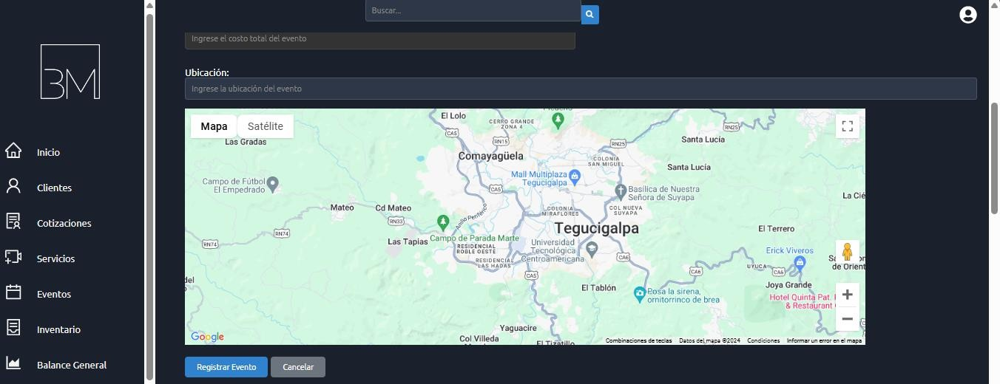 Buscar...
BM
Inicio
Clientes
Cotizaciones
Servicios
Eventos
Inventario
Balance General
Ingrese el costo total del evento
Ubicación:
Ingrese la ubicación del evento
Mapa
Satélite
Las Gradas
El Lolo
CERRO GRANDE
ZONA 4
CA5
RN15
RN25
RN25
Santa Lucía
Comayagüela
COLONIA
SAN MIGUEL
Santa Lucía
Mall Multiplaza
Tegucigalpa
Campo de Fútbol
El Empedrado
CA5
Basílica de Nuestra
Señora de Suyapa
Mateo
Cd Mateo
Anillo Periférico
COLONIA
MIRAFLORES
COL NUEVA
SUYAPA
RN33
Tegucigalpa
El Terrero
RN74
RN74
Las Tapias
Campo de Parada Marte
RESIDENCIAL
ROBLE OESTE
Universidad
Tecnológica
Centroamericana
RESIDENCIAL
LAS HADAS
CA6
Erick Viveros
UYUCA
CA6
CA6
de Orient
CA5
El Tablón
Joya Grande
Posa la sirena,
ornitorrinco de brea
Hotel Quinta Pat.
& Restaurant
Yaguacire
Col Villeda
El Tizatillo
Google
Combinaciones de teclas
Datos del mapa ©2024
Condiciones
Informar un error en el mapa
Registrar Evento
Cancelar